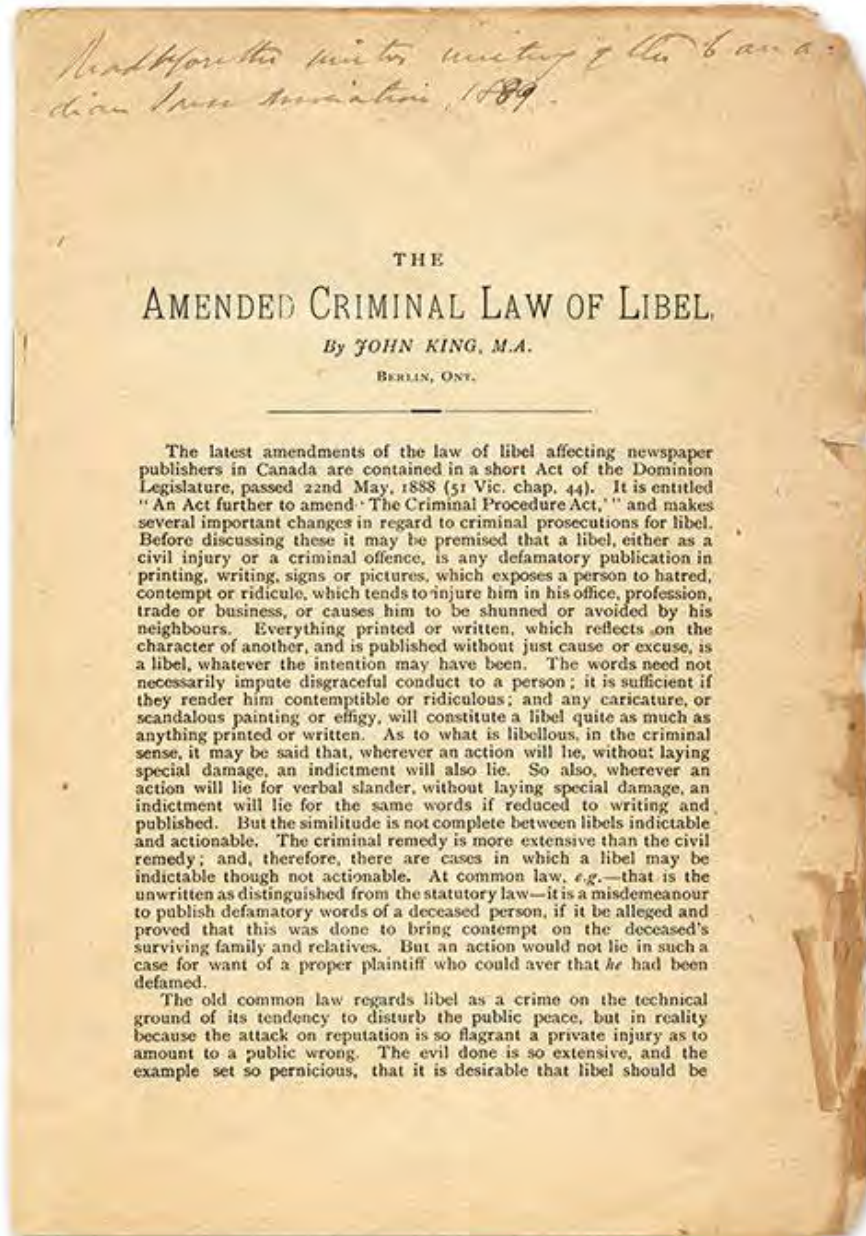 Read before the winter meeting of the Cana-
dian Press Association, 1889.
THE
AMENDED CRIMINAL LAW OF LIBEL.
By JOHN KING, M.A.
BERLIN, ONT.
The latest amendments of the law of libel affecting newspaper
publishers in Canada are contained in a short Act of the Dominion
Legislature, passed 22nd May, 1888 (51 Vic. chap. 44). It is entitled
" An Act further to amend ' The Criminal Procedure Act,' " and makes
several important changes in regard to criminal prosecutions for libel.
Before discussing these it may be premised that a libel, either as a
civil injury or a criminal offence, is any defamatory publication in
printing, writing, signs or pictures, which exposes a person to hatred,
contempt or ridicule, which tends to injure him in his office, profession,
trade or business, or causes him to be shunned or avoided by his
neighbours. Everything printed or written, which reflects on the
character of another, and is published without just cause or excuse, is
a libel, whatever the intention may have been. The words need not
necessarily impute disgraceful conduct to a person ; it is sufficient if
they render him contemptible or ridiculous ; and any caricature, or
scandalous painting or effigy, will constitute a libel quite as much as
anything printed or written. As to what is libellous, in the criminal
sense, it may be said that, wherever an action will lie, without laying
special damage, an indictment will also lie. So also, wherever an
action will lie for verbal slander, without laying special damage, an
indictment will lie for the same words if reduced to writing and
published. But the similitude is not complete between libels indictable
and actionable. The criminal remedy is more extensive than the civil
remedy ; and, therefore, there are cases in which a libel may be
indictable though not actionable. At common law, e.g.—that is the
unwritten as distinguished from the statutory law—it is a misdemeanour
to publish defamatory words of a deceased person, if it be alleged and
proved that this was done to bring contempt on the deceased's
surviving family and relatives. But an action would not lie in such a
case for want of a proper plaintiff who could aver that he had been
defamed.
The old common law regards libel as a crime on the technical
ground of its tendency to disturb the public peace, but in reality
because the attack on reputation is so flagrant a private injury as to
amount to a public wrong. The evil done is so extensive, and the
example set so pernicious, that it is desirable that libel should be